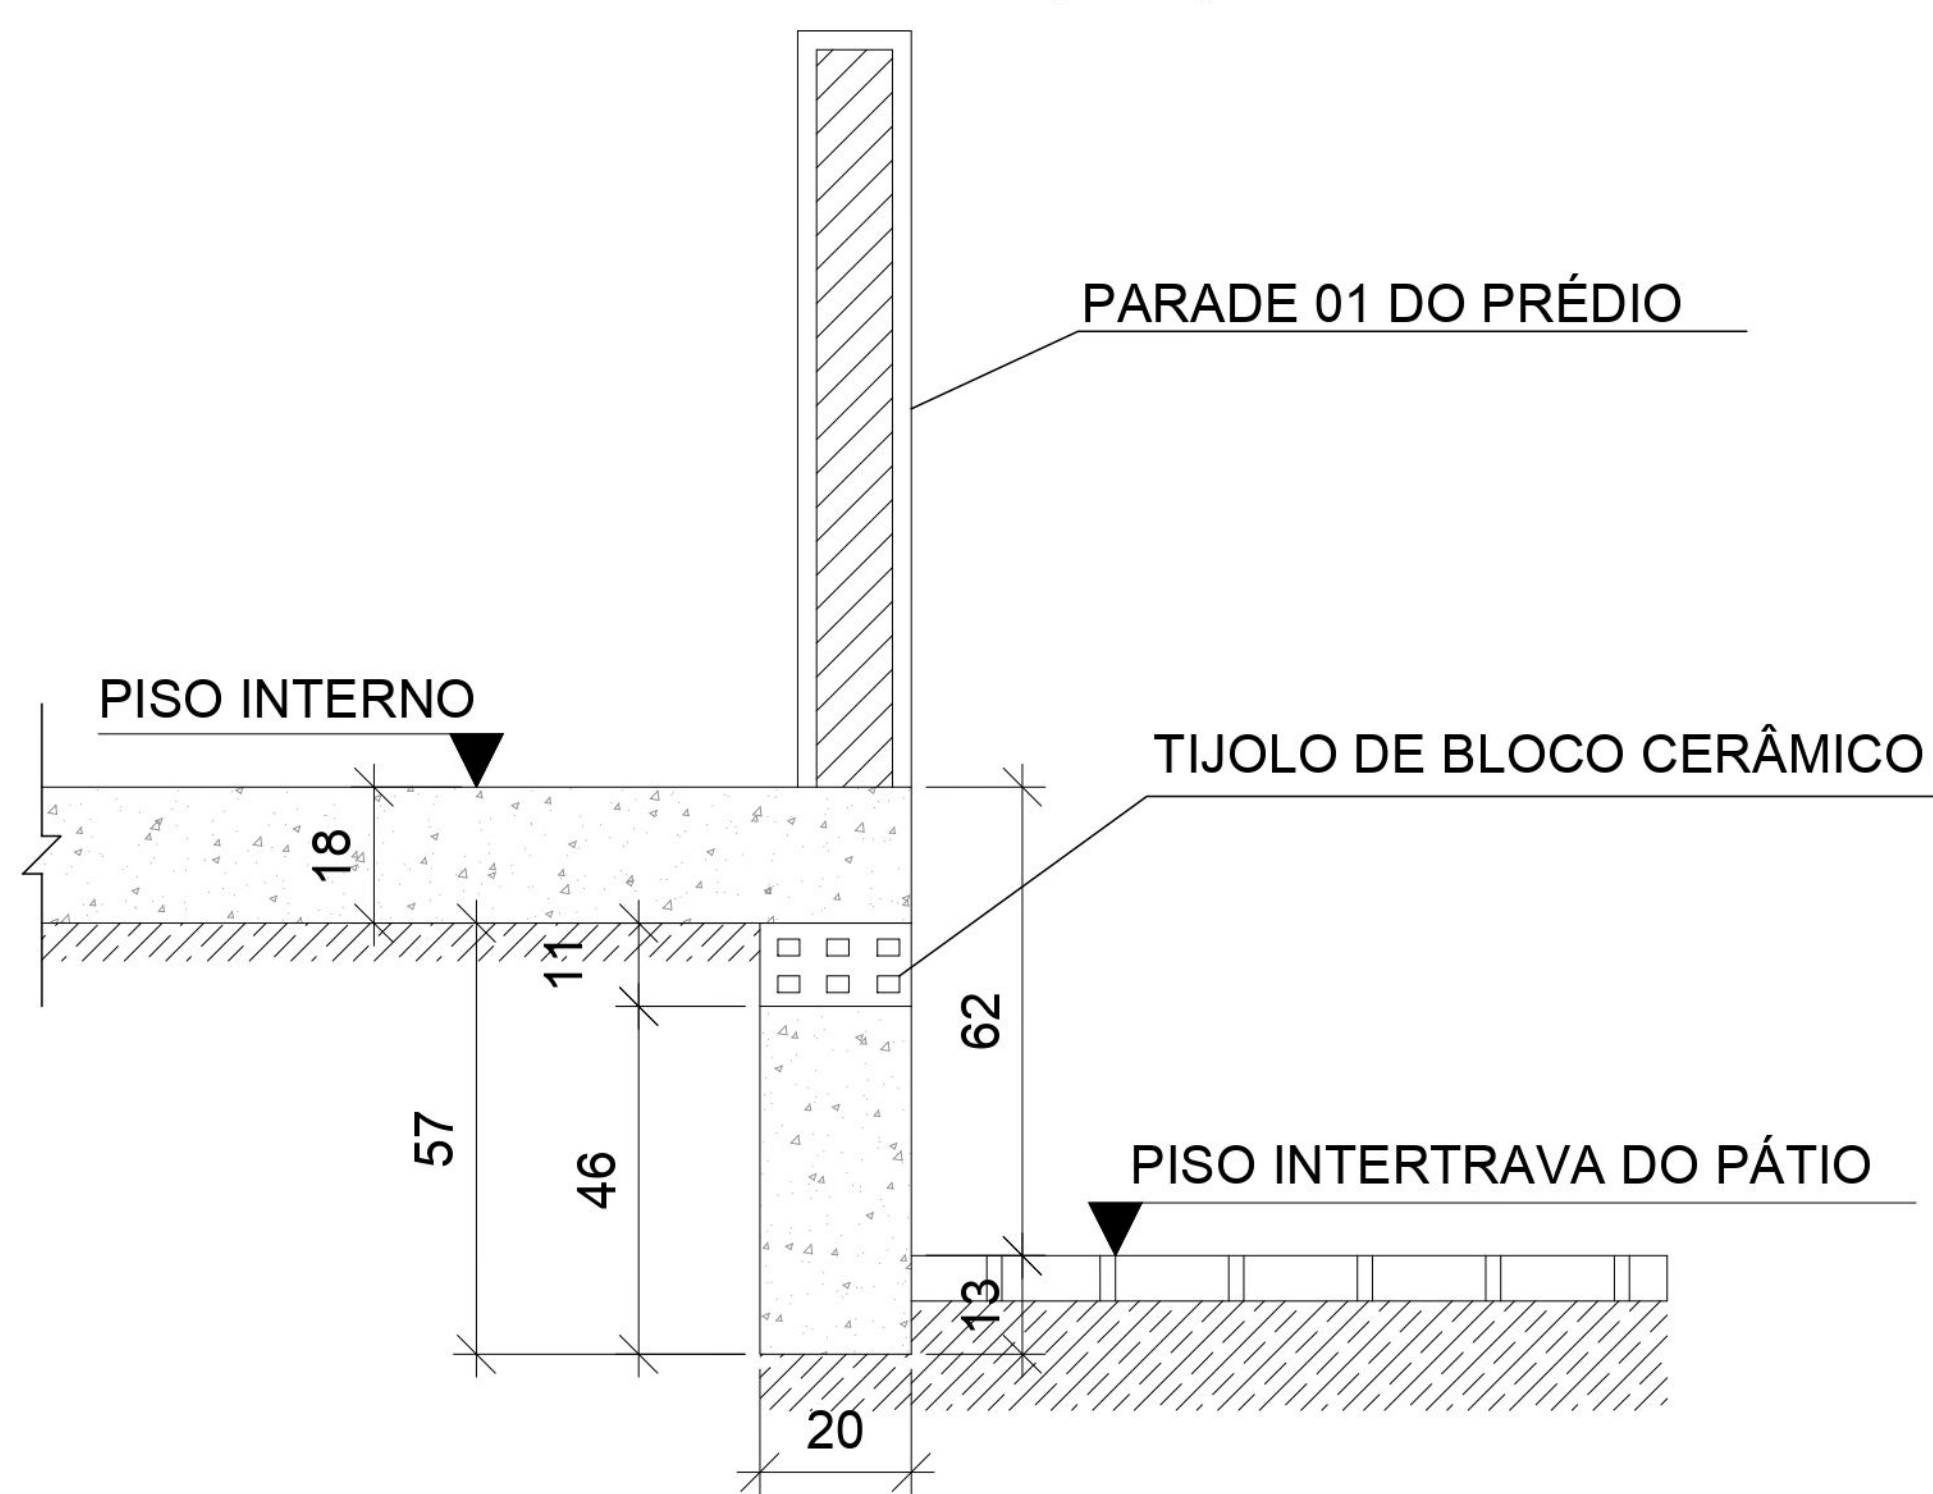 PARADE 01 DO PRÉDIO
PISO INTERNO
TIJOLO DE BLOCO CERÂMICO
18
11
62
57
46
PISO INTERTRAVA DO PÁTIO
13
20